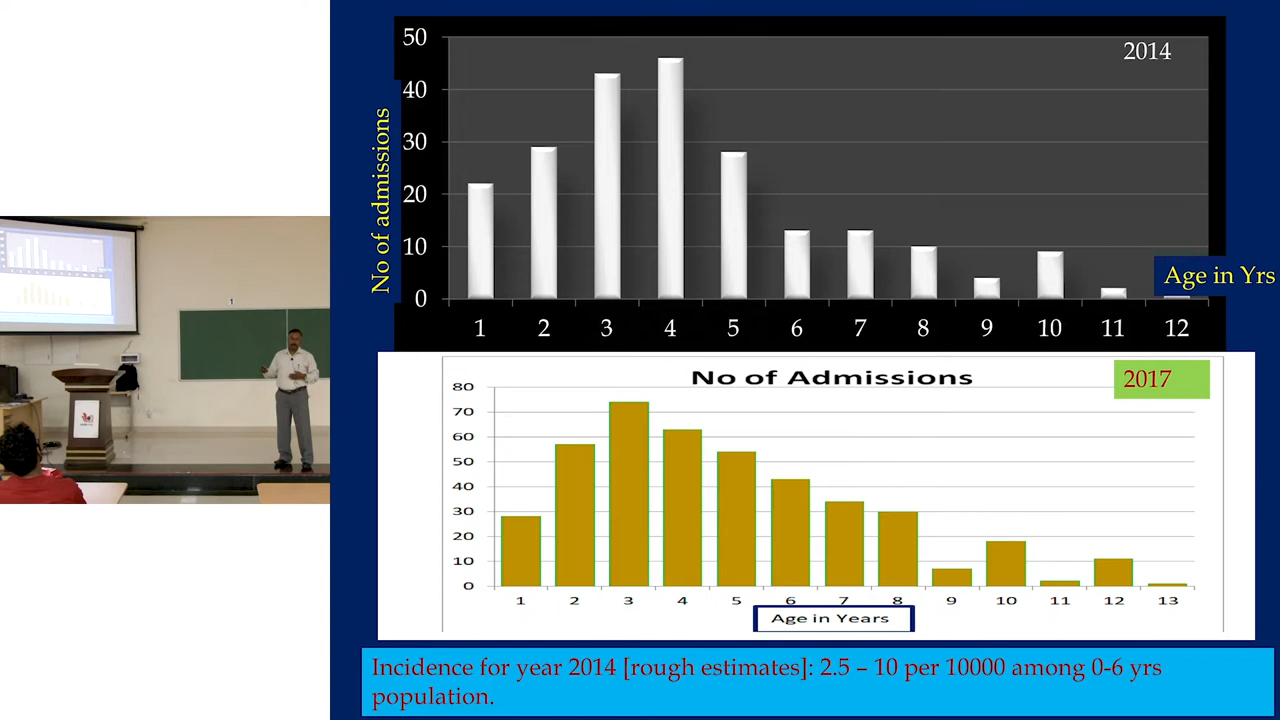 50
2014
40
30
20
10
0
No of admissions
Age in Yrs
1 2 3 4 5 6 7 8 9 10 11 12
No of Admissions
2017
80
70
60
50
40
30
20
10
0
1 2 3 4 5 6 7 8 9 10 11 12 13
Age in Years
Incidence for year 2014 [rough estimates]: 2.5 – 10 per 10000 among 0-6 yrs
population.